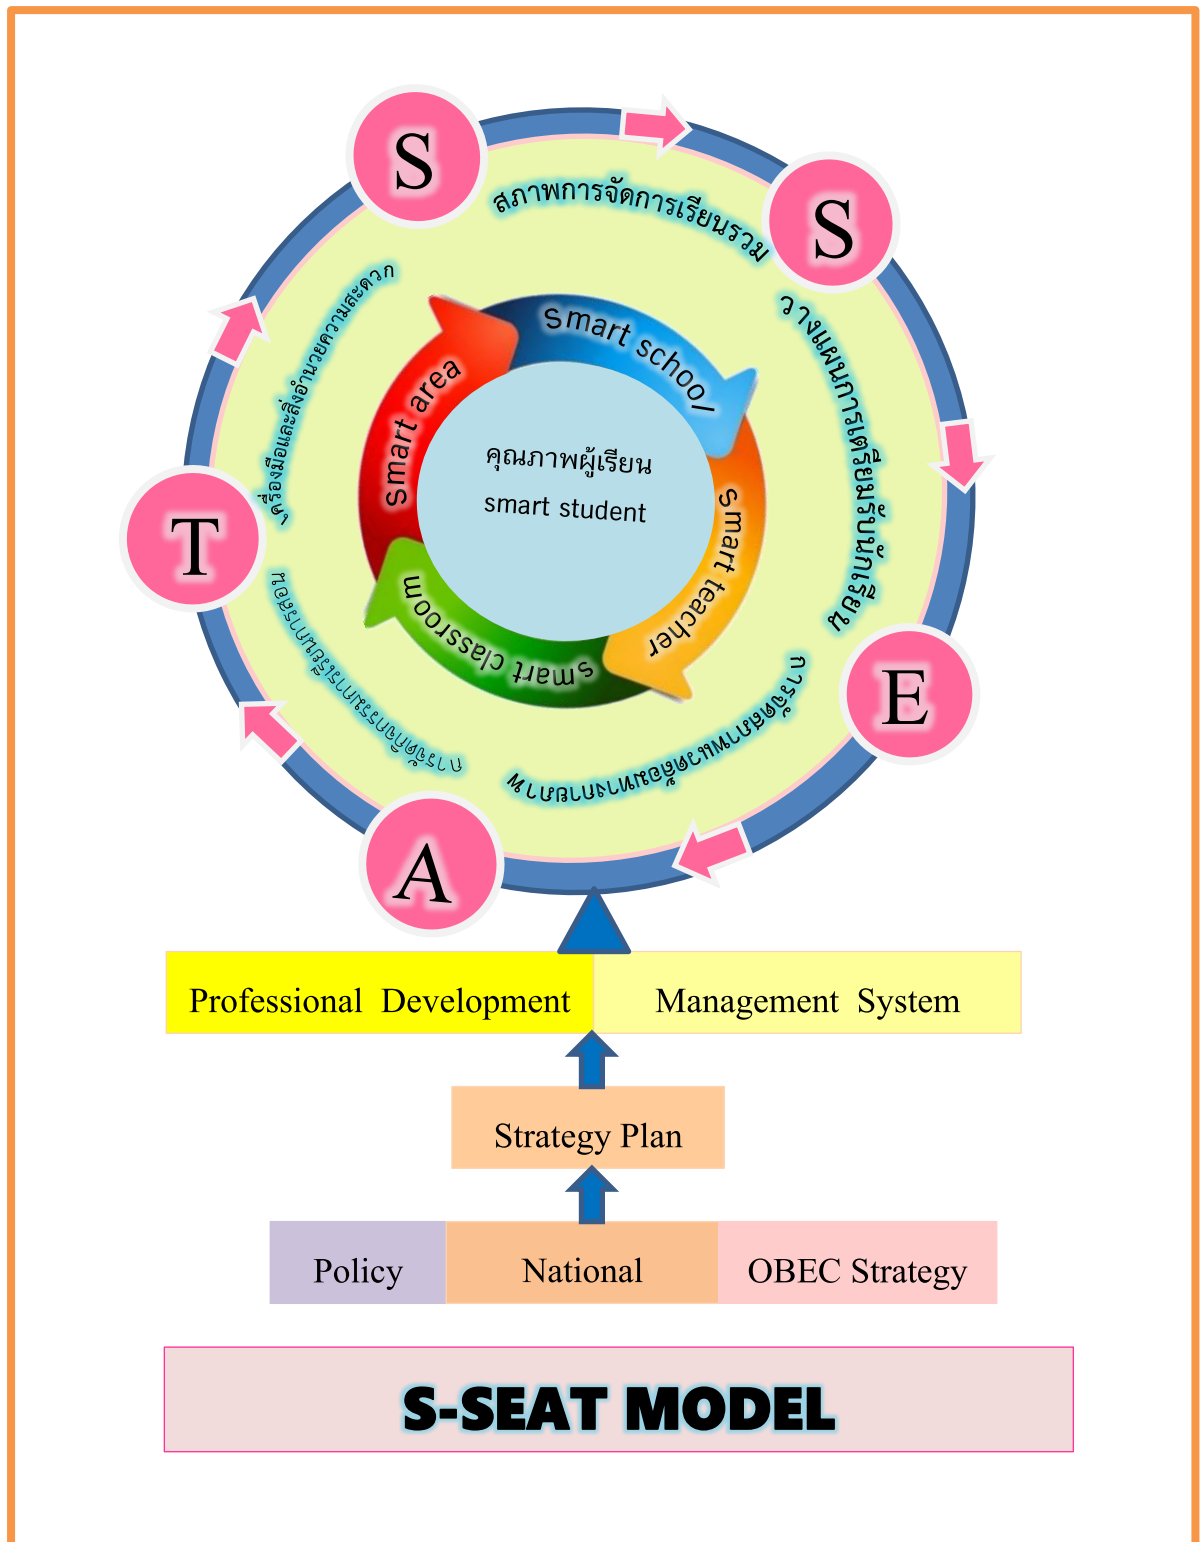 S
สภาพการจัดการเรียนรวม
S
วางแผนการเตรียมรับนักเรียน
E
การจัดสภาพแวดล้อมทางกายภาพ
A
การจัดกิจกรรมการเรียนการสอน
T
เครื่องมือและสิ่งอำนวยความสะดวก
Smart school
smart teacher
smart classroom
Smart area
คุณภาพผู้เรียน
smart student
Professional Development
Management System
Strategy Plan
Policy
National
OBEC Strategy
S-SEAT MODEL